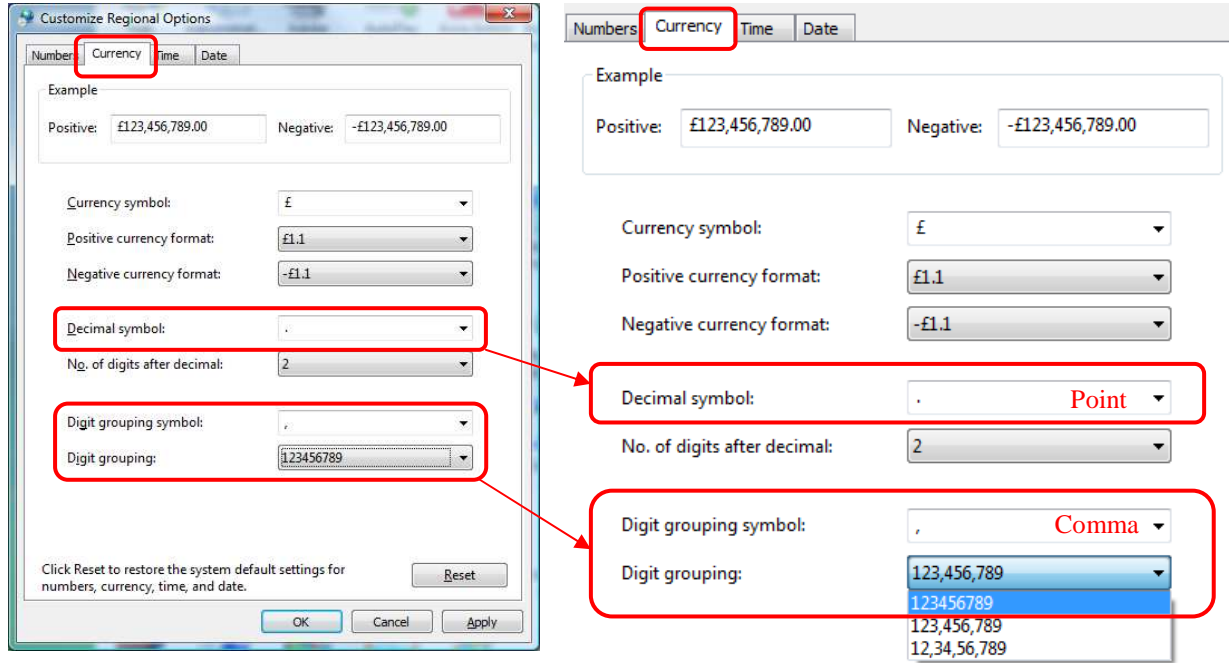 Customize Regional Options
Numbers Currency Time Date
Example
Positive: £123,456,789.00 Negative: -£123,456,789.00
Currency symbol: £
Positive currency format: £1.1
Negative currency format: -£1.1
Decimal symbol: .
No. of digits after decimal: 2
Digit grouping symbol: ,
Digit grouping: 123456789
Click Reset to restore the system default settings for
numbers, currency, time, and date.
Reset
OK Cancel Apply
Numbers Currency Time Date
Example
Positive: £123,456,789.00 Negative: -£123,456,789.00
Currency symbol: £
Positive currency format: £1.1
Negative currency format: -£1.1
Decimal symbol: . Point
No. of digits after decimal: 2
Digit grouping symbol: , Comma
Digit grouping: 123,456,789
123456789
123,456,789
12,34,56,789